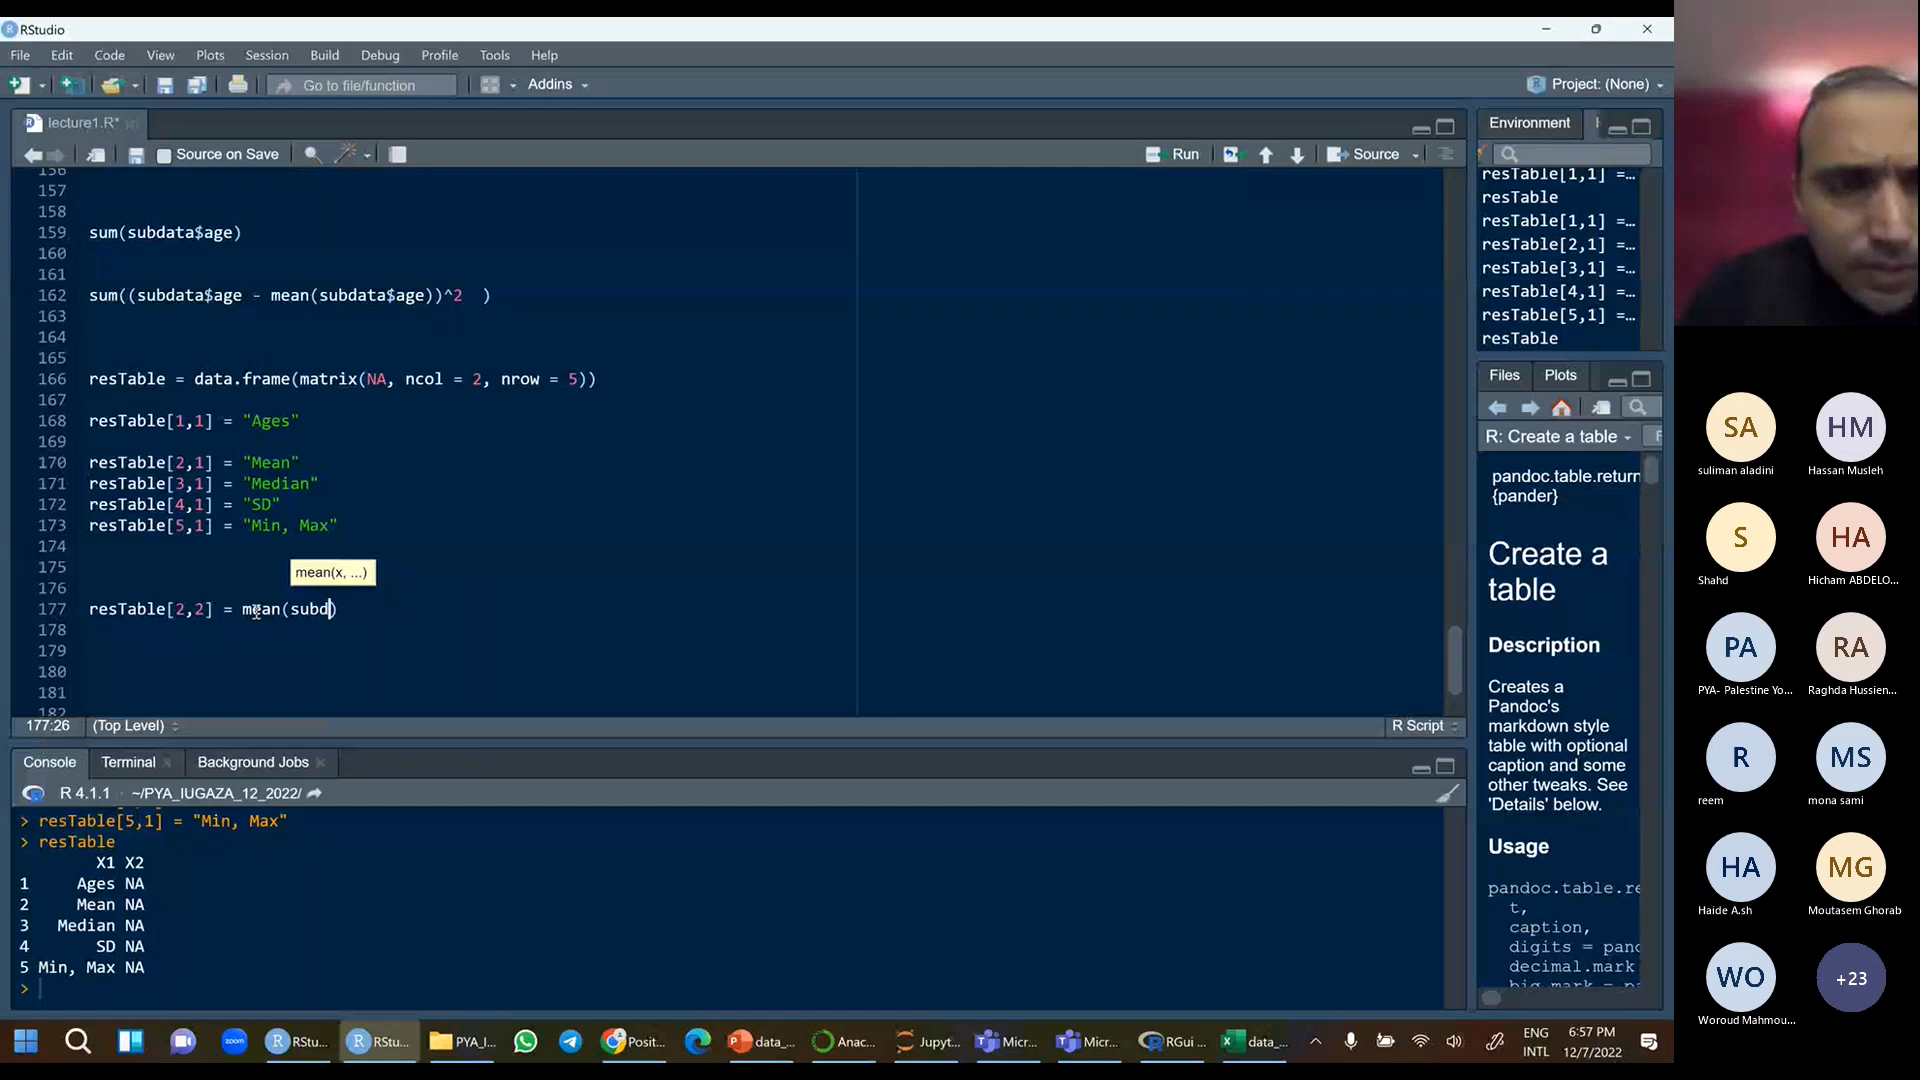 RStudio
File Edit Code View Plots Session Build Debug Profile Tools Help
Go to file/function Addins Project: (None)
lecture1.R*
Source on Save Run Source
156
157
158
159 sum(subdata$age)
160
161
162 sum((subdata$age - mean(subdata$age))^2 )
163
164
165
166 resTable = data.frame(matrix(NA, ncol = 2, nrow = 5))
167
168 resTable[1,1] = "Ages"
169
170 resTable[2,1] = "Mean"
171 resTable[3,1] = "Median"
172 resTable[4,1] = "SD"
173 resTable[5,1] = "Min, Max"
174
175
mean(x, ...)
176
177 resTable[2,2] = mean(subd)
178
179
180
181
182
177:26 (Top Level) R Script
Console Terminal Background Jobs
R 4.1.1 · ~/PYA_IUGAZA_12_2022/
> resTable[5,1] = "Min, Max"
> resTable
X1 X2
1 Ages NA
2 Mean NA
3 Median NA
4 SD NA
5 Min, Max NA
>
Environment
resTable[1,1] =…
resTable
resTable[1,1] =…
resTable[2,1] =…
resTable[3,1] =…
resTable[4,1] =…
resTable[5,1] =…
resTable
Files Plots
R: Create a table
pandoc.table.return
{pander}
Create a
table
Description
Creates a
Pandoc's
markdown style
table with optional
caption and some
other tweaks. See
'Details' below.
Usage
pandoc.table.re
t,
caption,
digits = pand
decimal.mark
big.mark = pa
SA HM
suliman aladini Hassan Musleh
S HA
Shahd Hicham ABDELO...
PA RA
PYA- Palestine Yo... Raghda Hussien...
R MS
reem mona sami
HA MG
Haide A.sh Moutasem Ghorab
WO +23
Woroud Mahmou...
zoom RStu... RStu... PYA_I... Posit... data_... Anac... Jupyt... Micr... Micr... RGui ... data_...
ENG
INTL
6:57 PM
12/7/2022